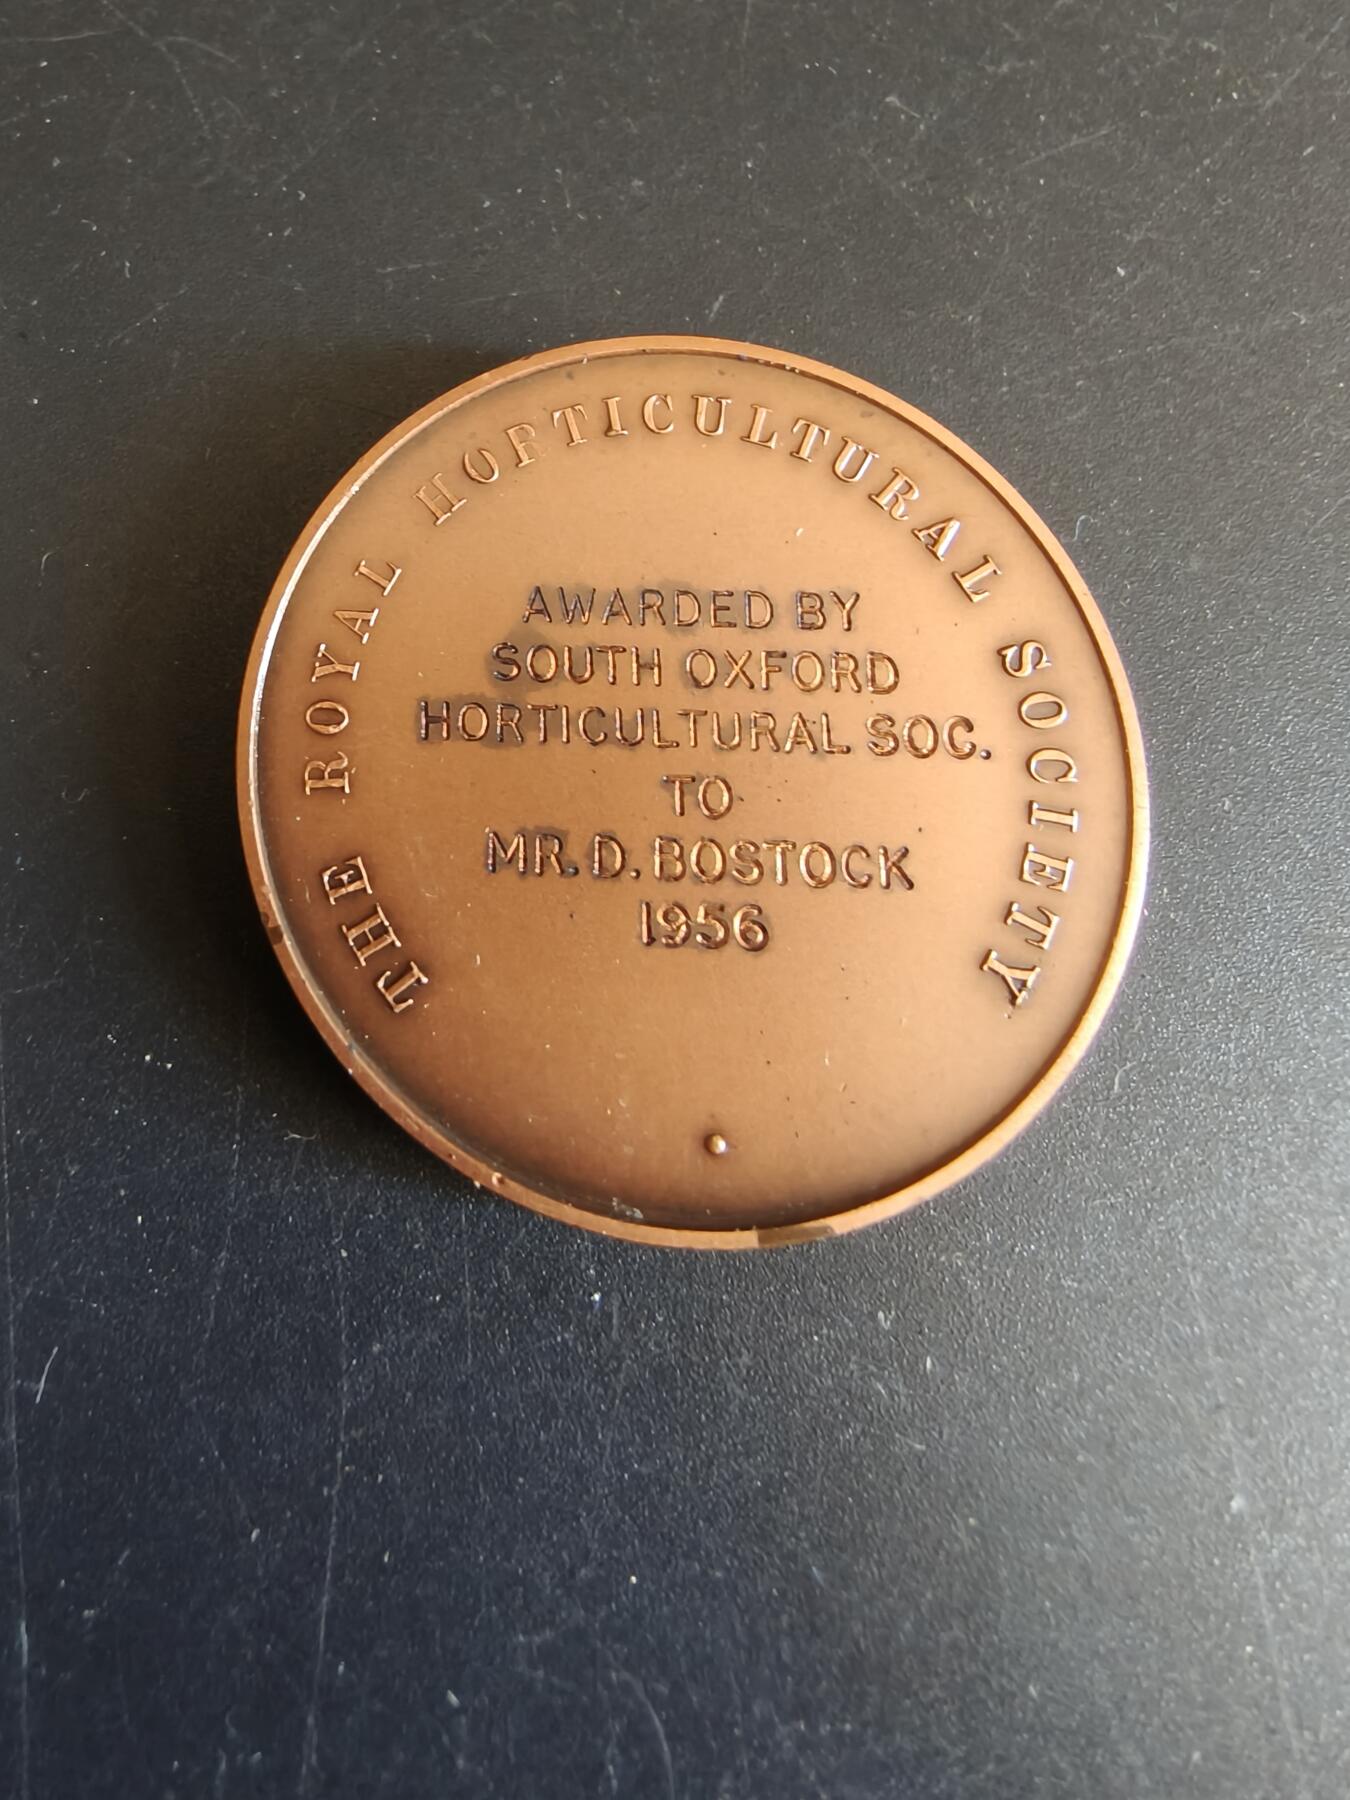 THE ROYAL HORTICULTURAL SOCIETY
AWARDED BY
SOUTH OXFORD
HORTICULTURAL SOC.
TO
MR. D. BOSTOCK
1956